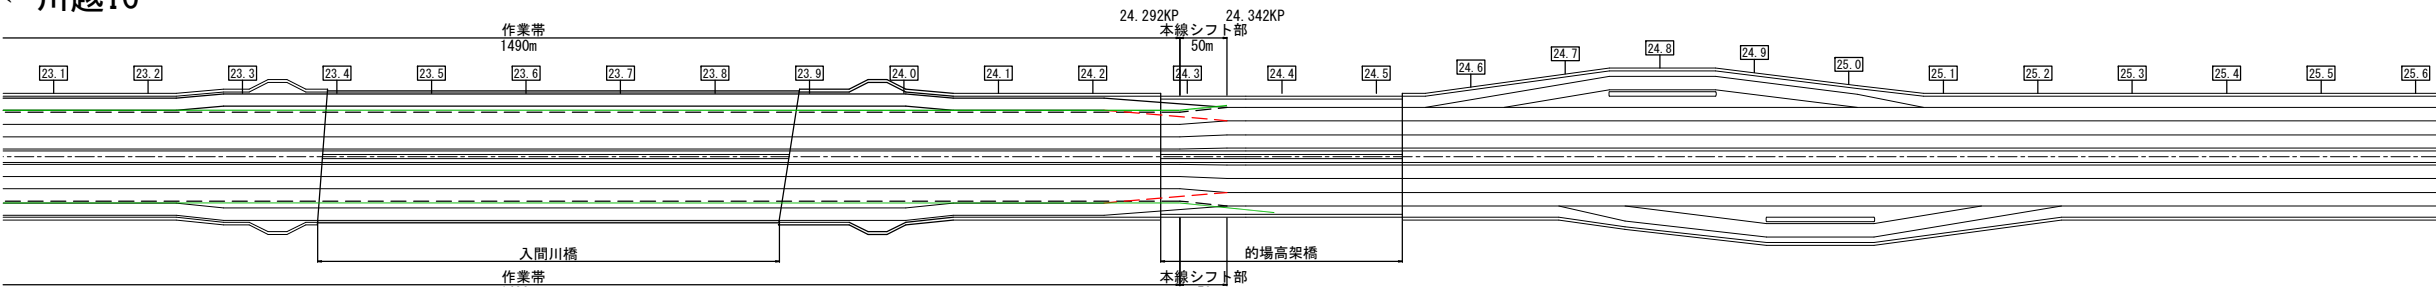 川越10
24.292KP 24.342KP
作業帯 本線シフト部
1490m 50m
23.1 23.2 23.3 23.4 23.5 23.6 23.7 23.8 23.9 24.0 24.1 24.2 24.3 24.4 24.5 24.6 24.7 24.8 24.9 25.0 25.1 25.2 25.3 25.4 25.5 25.6
入間川橋 的場高架橋
作業帯 本線シフト部